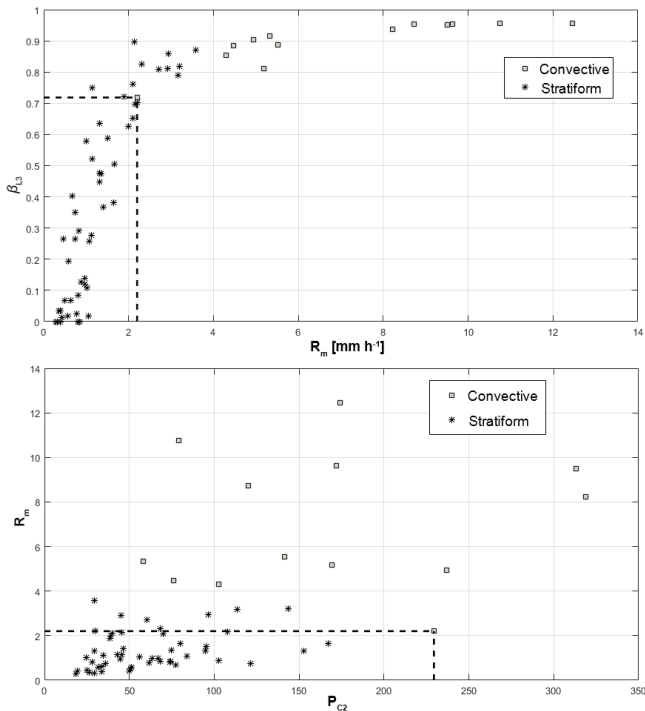 1
0.9
0.8
0.7
0.6
0.5
0.4
0.3
0.2
0.1
0
β_L3
Convective
Stratiform
0 2 4 6 8 10 12 14
R_m [mm h⁻¹]
14
12
10
8
6
4
2
0
R_m
Convective
Stratiform
0 50 100 150 200 250 300 350
P_C2